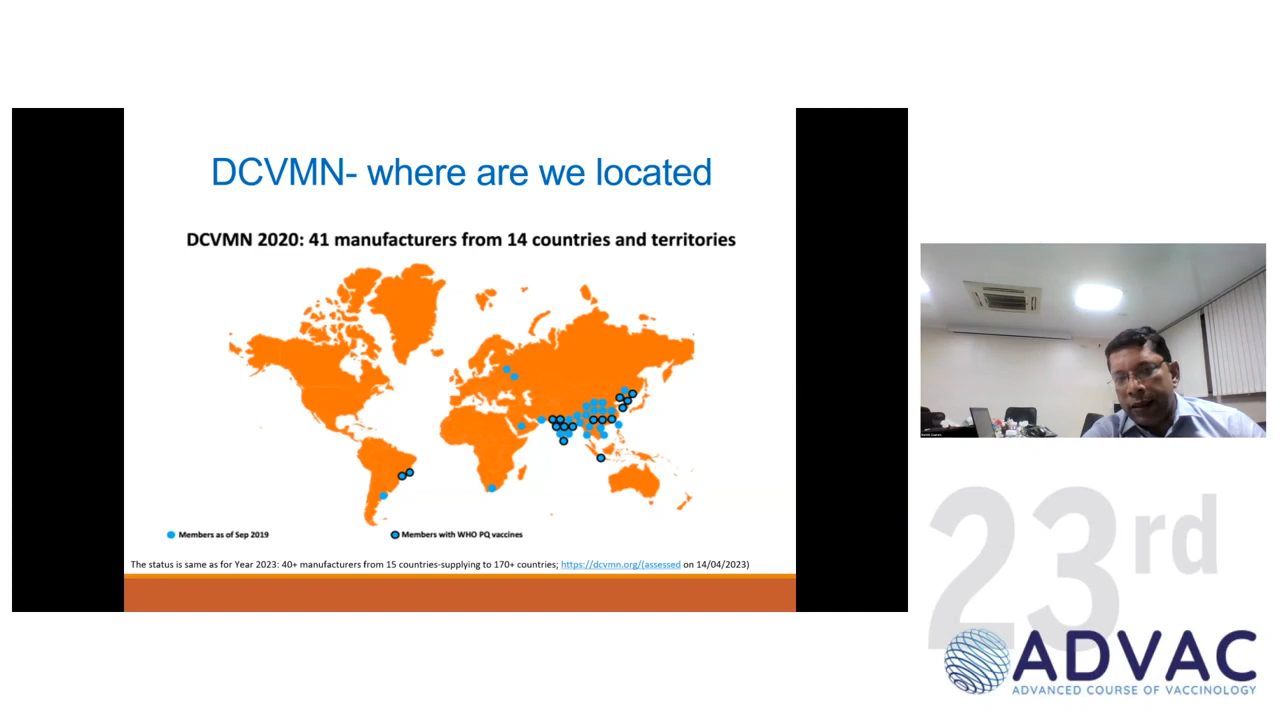 DCVMN- where are we located
DCVMN 2020: 41 manufacturers from 14 countries and territories
Members as of Sep 2019
Members with WHO PQ vaccines
The status is same as for Year 2023: 40+ manufacturers from 15 countries-supplying to 170+ countries; https://dcvmn.org/(assessed on 14/04/2023)
23rd
ADVAC
ADVANCED COURSE OF VACCINOLOGY